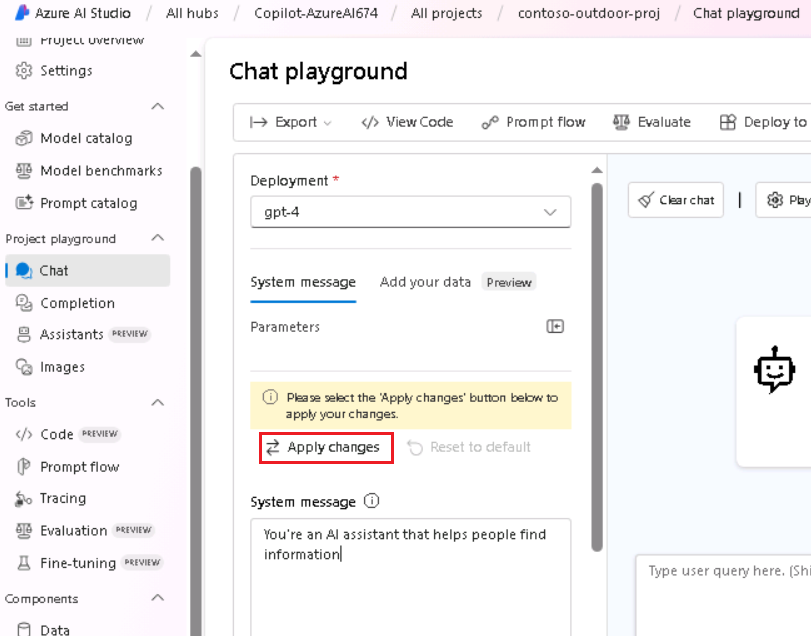 Azure AI Studio / All hubs / Copilot-AzureAI674 / All projects / contoso-outdoor-proj / Chat playground
Project overview
Settings
Get started
Model catalog
Model benchmarks
Prompt catalog
Project playground
Chat
Completion
Assistants PREVIEW
Images
Tools
Code PREVIEW
Prompt flow
Tracing
Evaluation PREVIEW
Fine-tuning PREVIEW
Components
Data
Chat playground
Export View Code Prompt flow Evaluate Deploy to
Deployment *
gpt-4
System message Add your data Preview
Parameters
Please select the 'Apply changes' button below to
apply your changes.
Apply changes Reset to default
System message
You're an AI assistant that helps people find
information
Clear chat | Play
Type user query here. (Shi